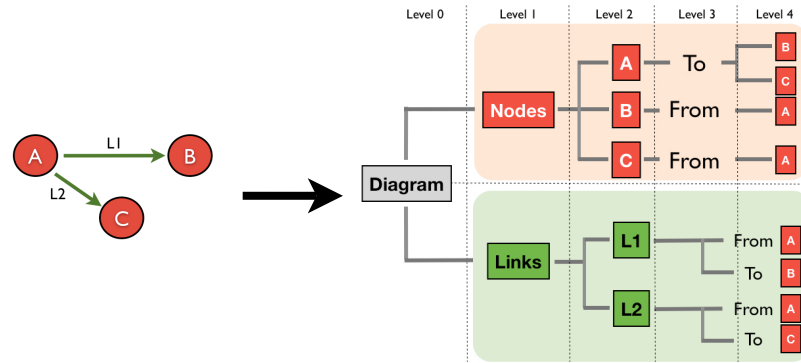 Level 0 Level 1 Level 2 Level 3 Level 4
A L1 B
L2
C
Diagram
Nodes
A To B
C
B From A
C From A
Links
L1 From A
To B
L2 From A
To C